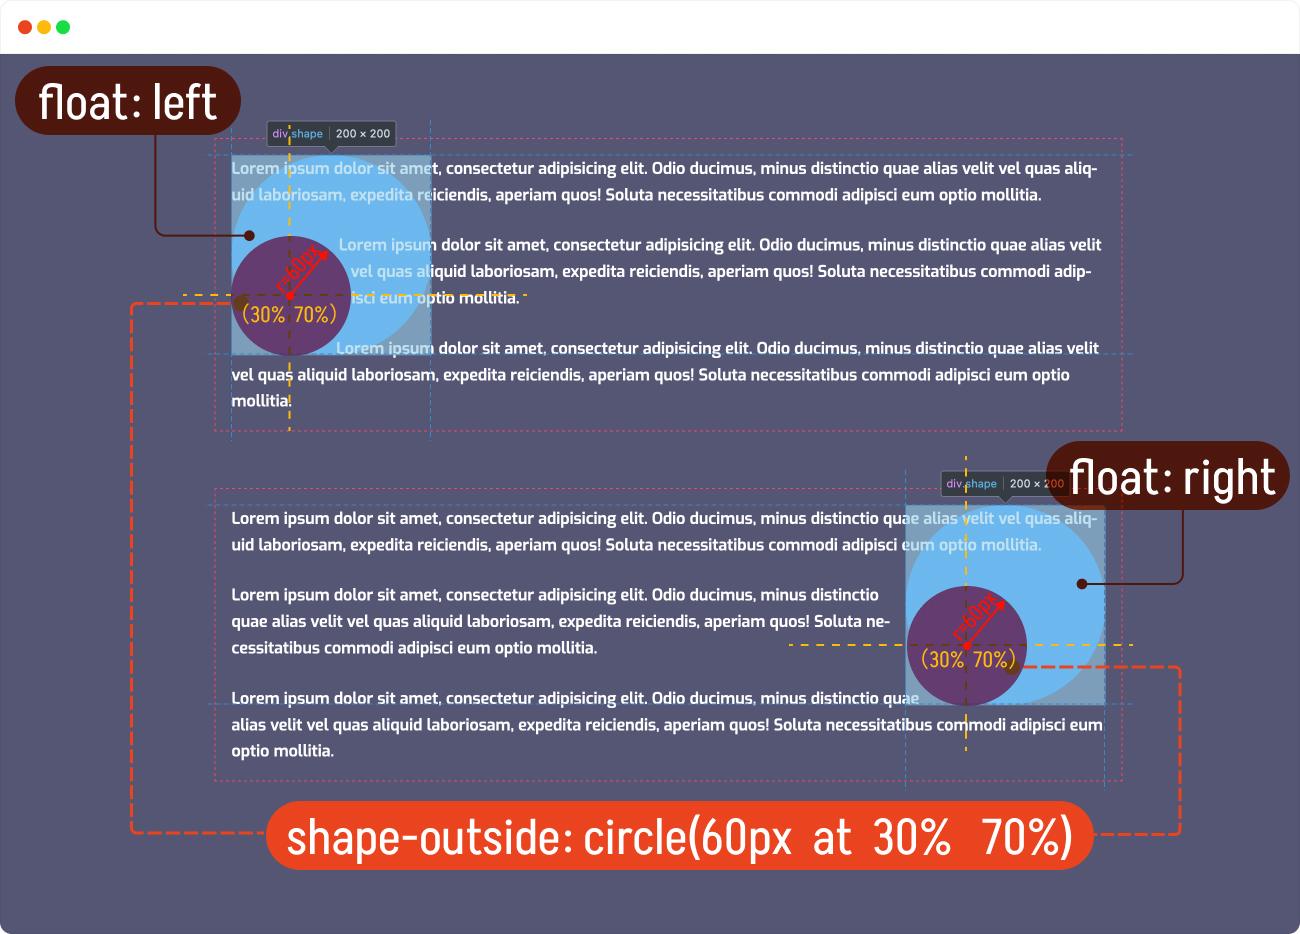 float: left
div.shape 200 × 200
Lorem ipsum dolor sit amet, consectetur adipisicing elit. Odio ducimus, minus distinctio quae alias velit vel quas aliq-
uid laboriosam, expedita reiciendis, aperiam quos! Soluta necessitatibus commodi adipisci eum optio mollitia.
Lorem ipsum dolor sit amet, consectetur adipisicing elit. Odio ducimus, minus distinctio quae alias velit
vel quas aliquid laboriosam, expedita reiciendis, aperiam quos! Soluta necessitatibus commodi adip-
isci eum optio mollitia.
r=60px
(30% 70%)
Lorem ipsum dolor sit amet, consectetur adipisicing elit. Odio ducimus, minus distinctio quae alias velit
vel quas aliquid laboriosam, expedita reiciendis, aperiam quos! Soluta necessitatibus commodi adipisci eum optio
mollitia.
float: right
div.shape 200 × 200
Lorem ipsum dolor sit amet, consectetur adipisicing elit. Odio ducimus, minus distinctio quae alias velit vel quas aliq-
uid laboriosam, expedita reiciendis, aperiam quos! Soluta necessitatibus commodi adipisci eum optio mollitia.
Lorem ipsum dolor sit amet, consectetur adipisicing elit. Odio ducimus, minus distinctio
quae alias velit vel quas aliquid laboriosam, expedita reiciendis, aperiam quos! Soluta ne-
cessitatibus commodi adipisci eum optio mollitia.
r=60px
(30% 70%)
Lorem ipsum dolor sit amet, consectetur adipisicing elit. Odio ducimus, minus distinctio quae
alias velit vel quas aliquid laboriosam, expedita reiciendis, aperiam quos! Soluta necessitatibus commodi adipisci eum
optio mollitia.
shape-outside: circle(60px at 30% 70%)